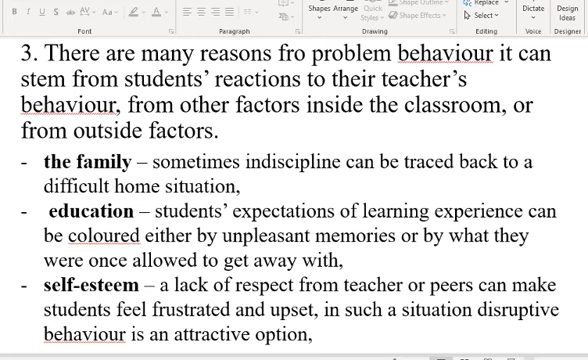 Shapes Arrange Quick Shape Outline Replace Dictate Design
Styles Shape Effects Select Ideas
Font Paragraph Drawing Editing Voice Designer
3. There are many reasons fro problem behaviour it can
stem from students' reactions to their teacher's
behaviour, from other factors inside the classroom, or
from outside factors.
- the family – sometimes indiscipline can be traced back to a
difficult home situation,
- education – students' expectations of learning experience can
be coloured either by unpleasant memories or by what they
were once allowed to get away with,
- self-esteem – a lack of respect from teacher or peers can make
students feel frustrated and upset, in such a situation disruptive
behaviour is an attractive option,